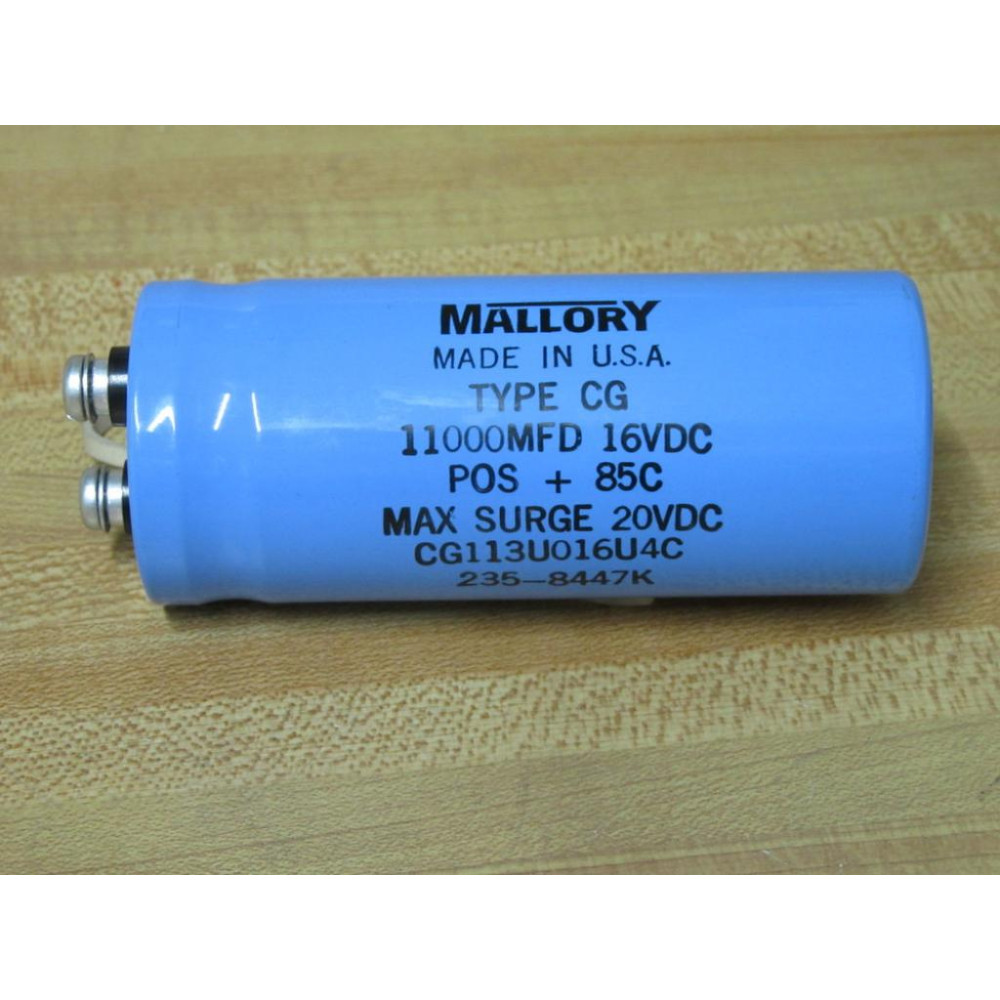 MALLORY
MADE IN U.S.A.
TYPE CG
11000MFD 16VDC
POS + 85C
MAX SURGE 20VDC
CG113U016U4C
235-8447K